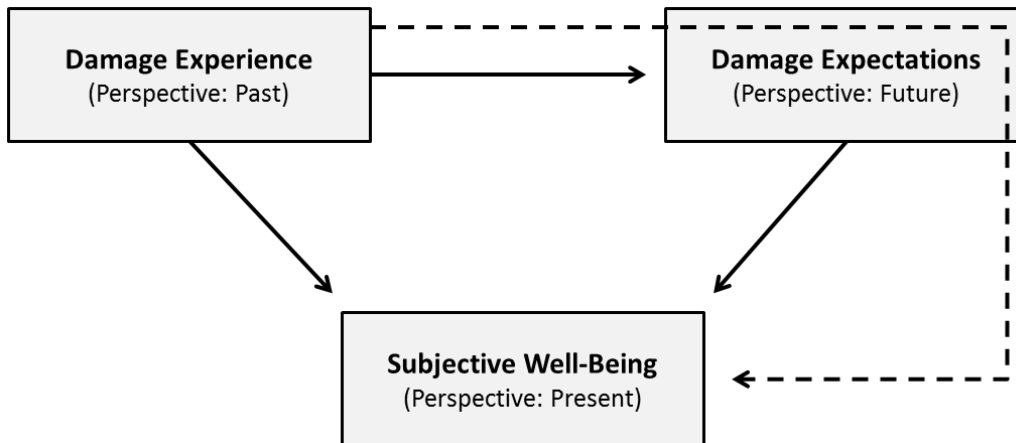 Damage Experience
(Perspective: Past)
Damage Expectations
(Perspective: Future)
Subjective Well-Being
(Perspective: Present)